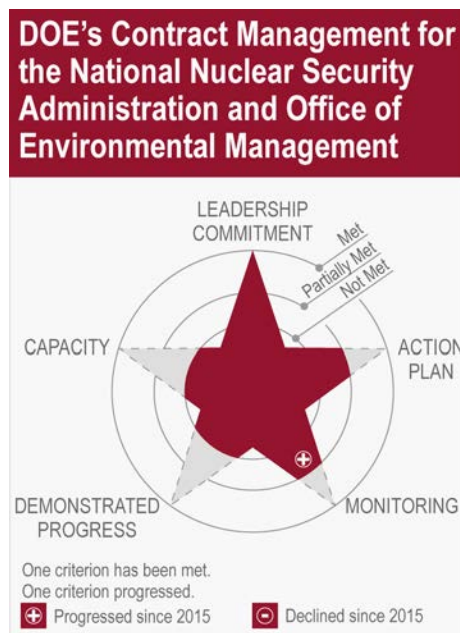 DOE's Contract Management for
the National Nuclear Security
Administration and Office of
Environmental Management
LEADERSHIP
COMMITMENT
Met
Partially Met
Not Met
CAPACITY
ACTION
PLAN
DEMONSTRATED
PROGRESS
MONITORING
One criterion has been met.
One criterion progressed.
Progressed since 2015
Declined since 2015